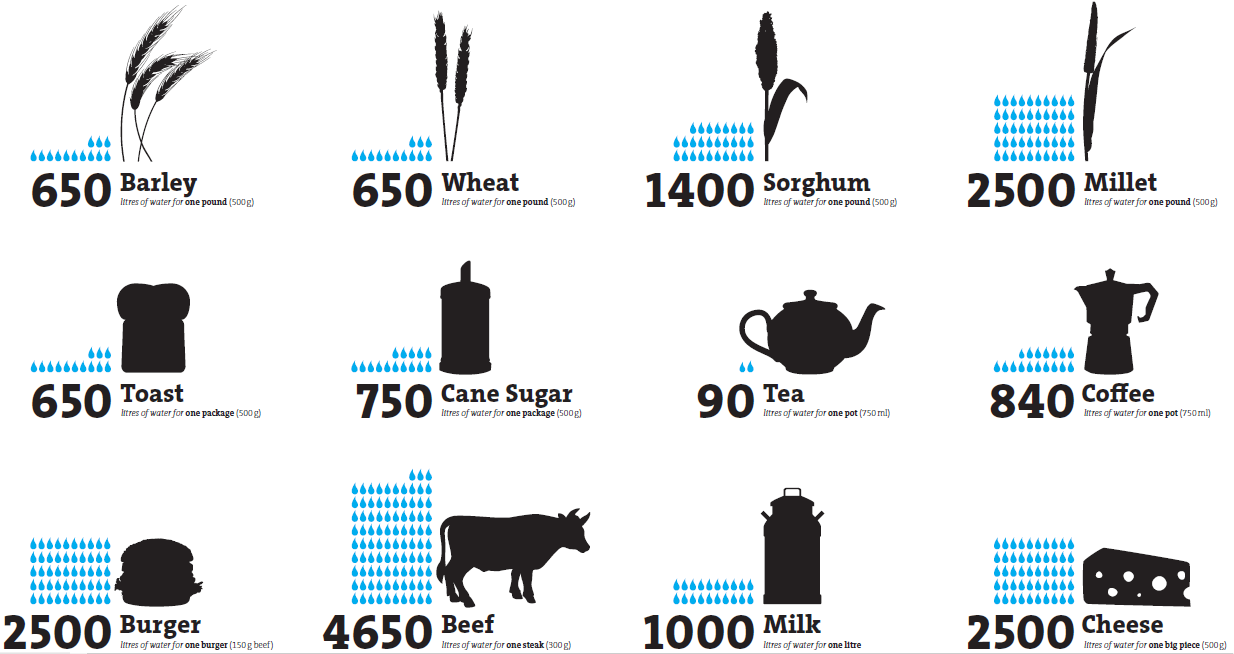 650 Barley
litres of water for one pound (500 g)
650 Wheat
litres of water for one pound (500 g)
1400 Sorghum
litres of water for one pound (500 g)
2500 Millet
litres of water for one pound (500 g)
650 Toast
litres of water for one package (500 g)
750 Cane Sugar
litres of water for one package (500 g)
90 Tea
litres of water for one pot (750 ml)
840 Coffee
litres of water for one pot (750 ml)
2500 Burger
litres of water for one burger (150 g beef)
4650 Beef
litres of water for one steak (300 g)
1000 Milk
litres of water for one litre
2500 Cheese
litres of water for one big piece (500 g)